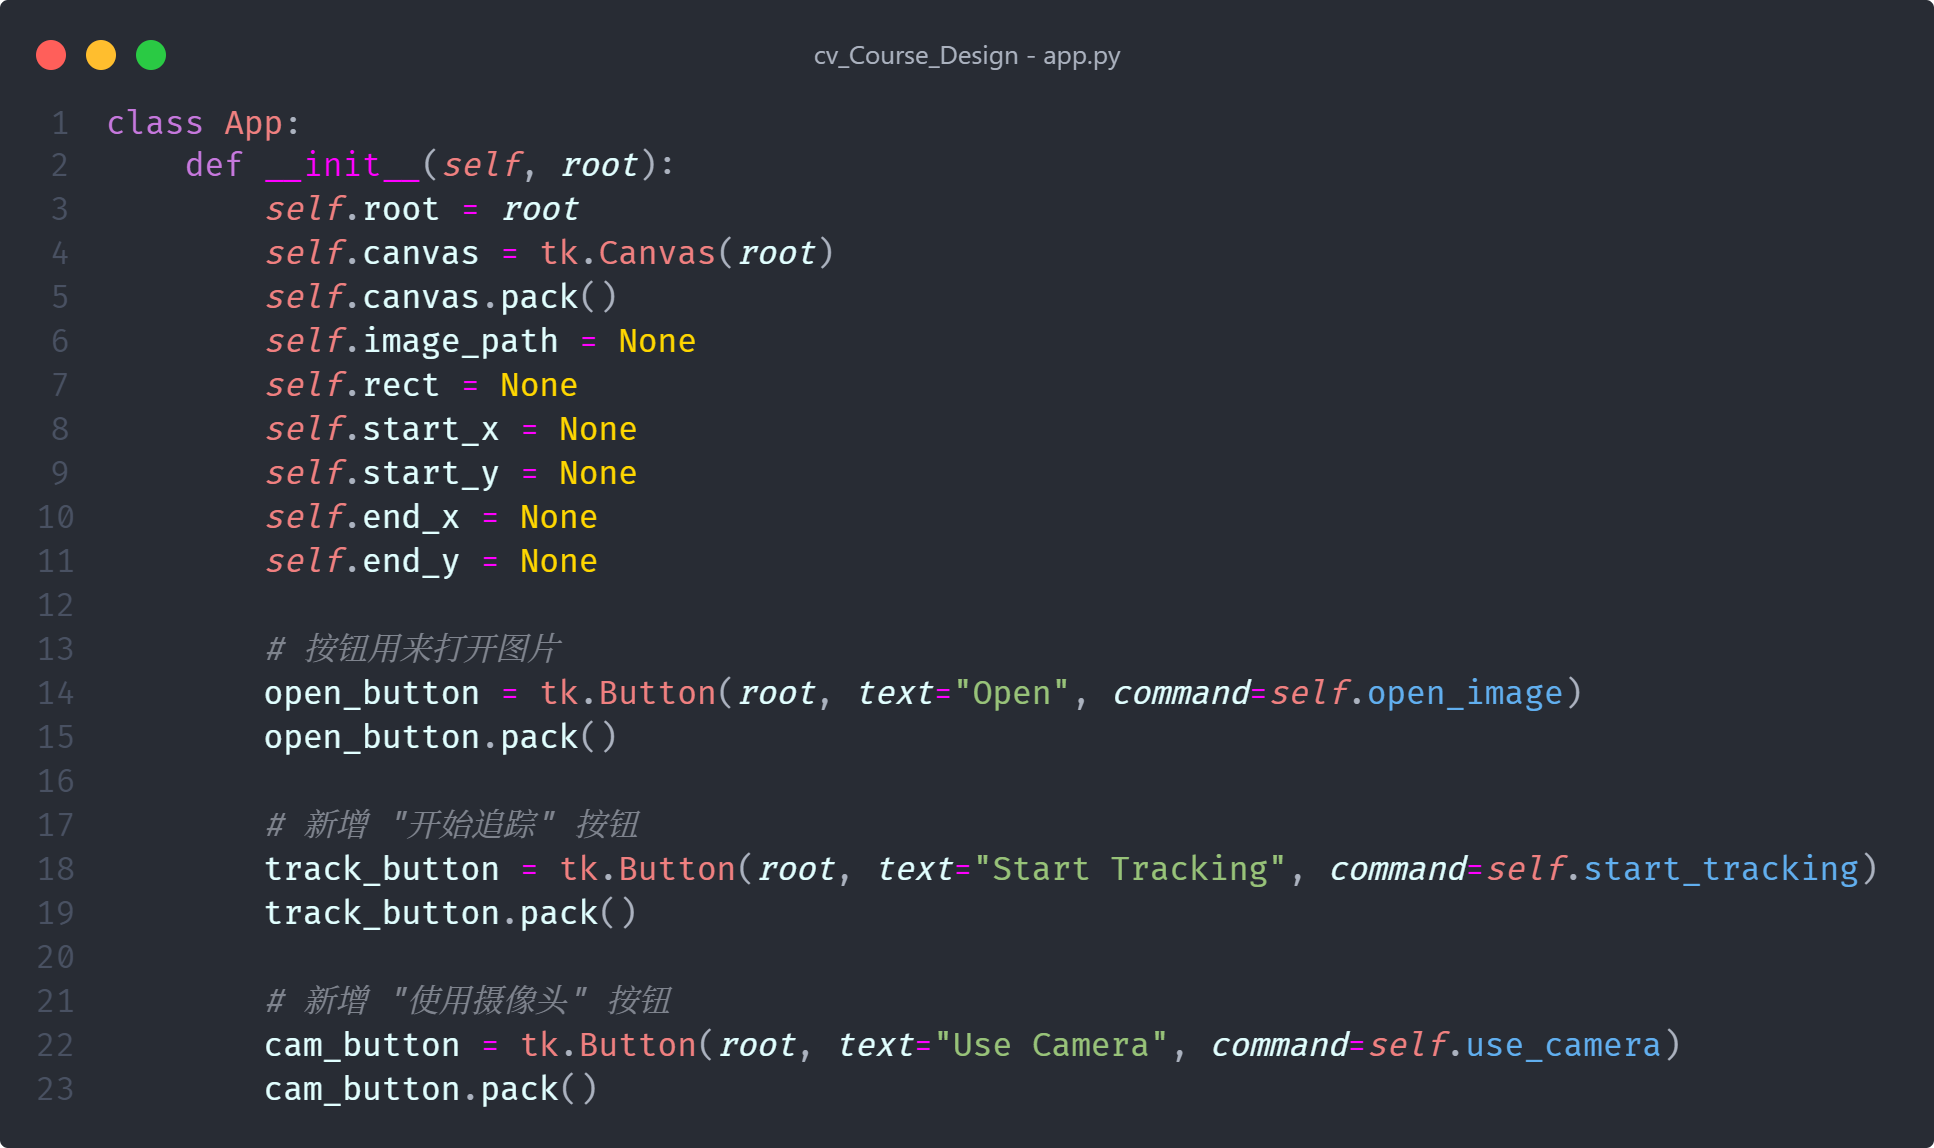 cv_Course_Design - app.py
1 class App:
2     def __init__(self, root):
3         self.root = root
4         self.canvas = tk.Canvas(root)
5         self.canvas.pack()
6         self.image_path = None
7         self.rect = None
8         self.start_x = None
9         self.start_y = None
10         self.end_x = None
11         self.end_y = None
12
13         # 按钮用来打开图片
14         open_button = tk.Button(root, text="Open", command=self.open_image)
15         open_button.pack()
16
17         # 新增 "开始追踪" 按钮
18         track_button = tk.Button(root, text="Start Tracking", command=self.start_tracking)
19         track_button.pack()
20
21         # 新增 "使用摄像头" 按钮
22         cam_button = tk.Button(root, text="Use Camera", command=self.use_camera)
23         cam_button.pack()